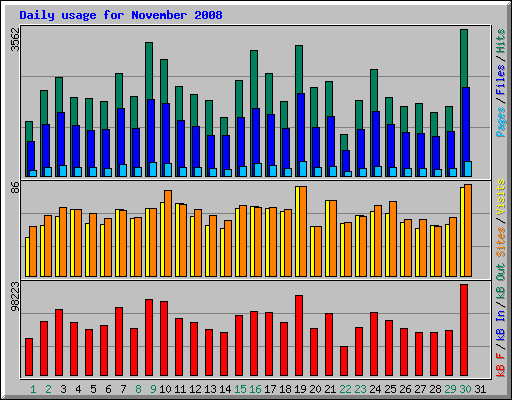 Daily usage for November 2008
3562
Pages / Files / Hits
86
Sites / Visits
98223
kB F / kB In / kB Out
1 2 3 4 5 6 7 8 9 10 11 12 13 14 15 16 17 18 19 20 21 22 23 24 25 26 27 28 29 30 31